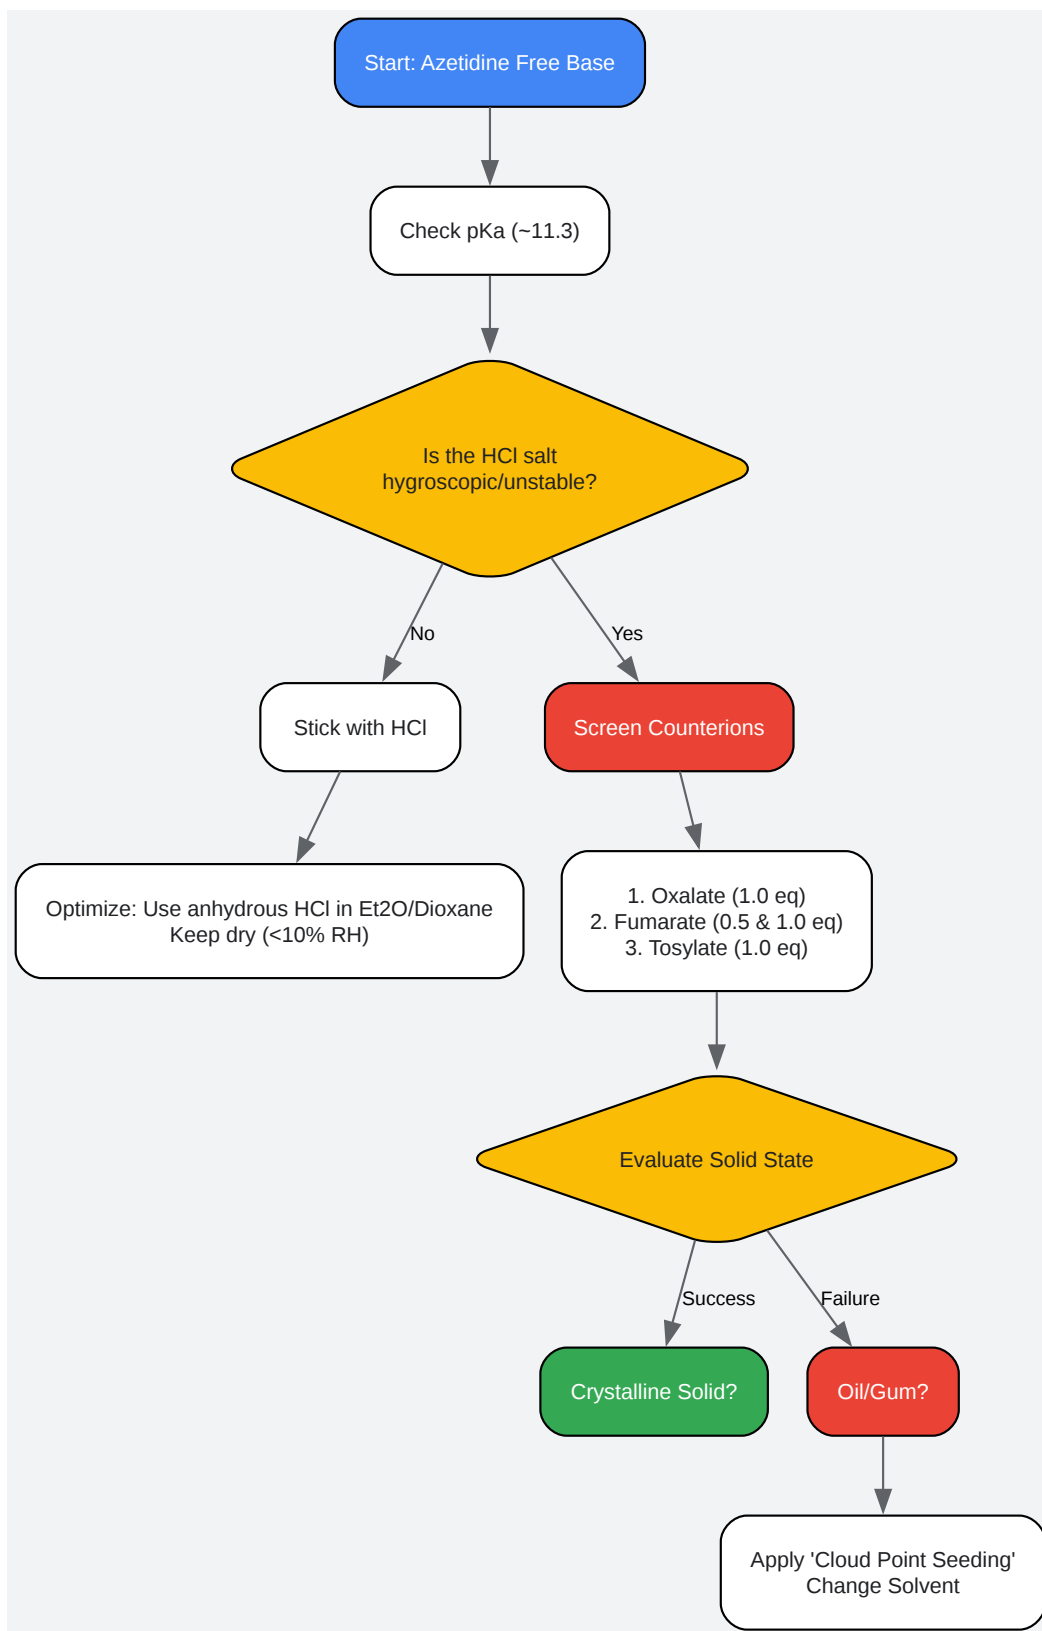 Start: Azetidine Free Base
Check pKa (~11.3)
Is the HCl salt
hygroscopic/unstable?
No
Yes
Stick with HCl
Screen Counterions
Optimize: Use anhydrous HCl in Et2O/Dioxane
Keep dry (<10% RH)
1. Oxalate (1.0 eq)
2. Fumarate (0.5 & 1.0 eq)
3. Tosylate (1.0 eq)
Evaluate Solid State
Success
Failure
Crystalline Solid?
Oil/Gum?
Apply 'Cloud Point Seeding'
Change Solvent